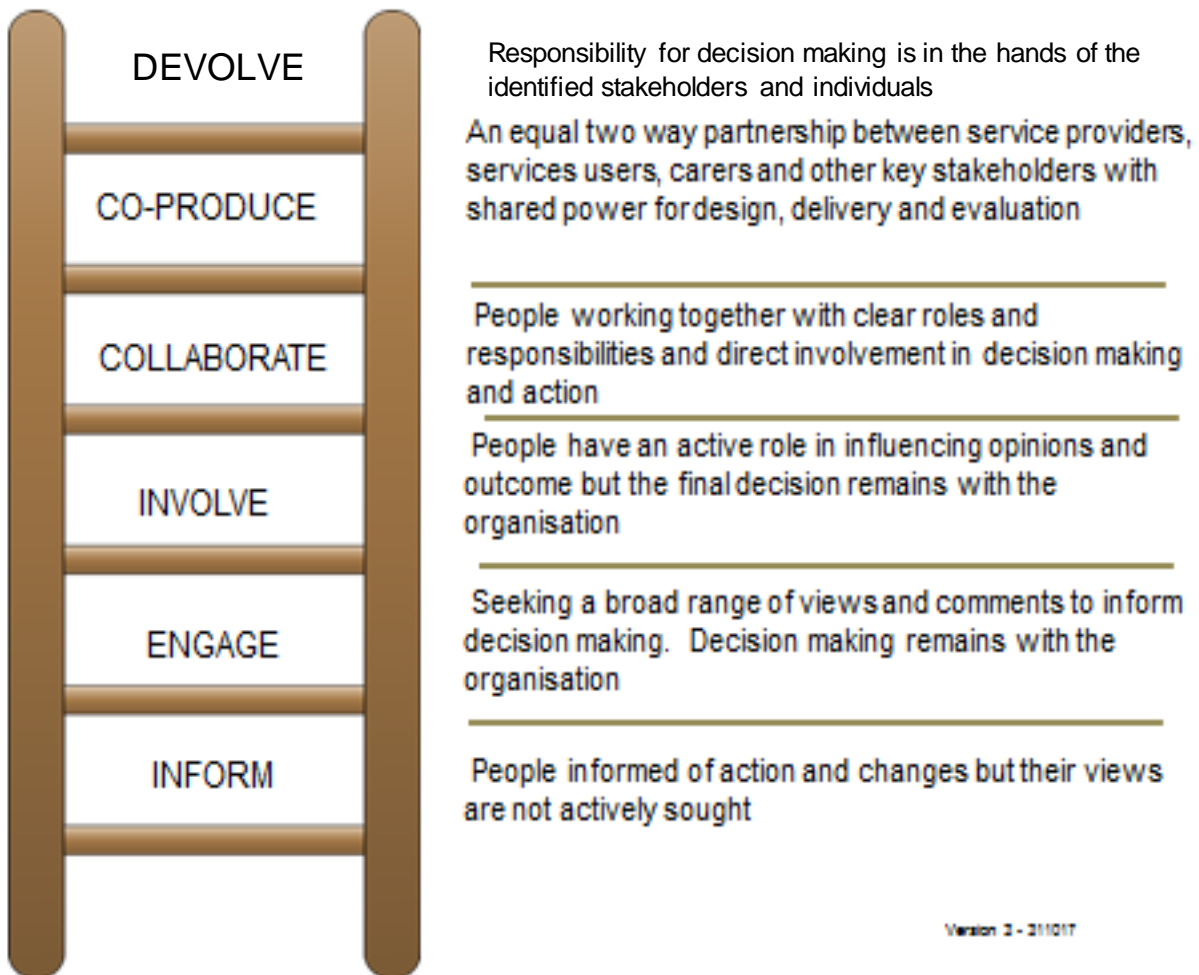 DEVOLVE
Responsibility for decision making is in the hands of the
identified stakeholders and individuals
CO-PRODUCE
An equal two way partnership between service providers,
services users, carers and other key stakeholders with
shared power for design, delivery and evaluation
COLLABORATE
People working together with clear roles and
responsibilities and direct involvement in decision making
and action
INVOLVE
People have an active role in influencing opinions and
outcome but the final decision remains with the
organisation
ENGAGE
Seeking a broad range of views and comments to inform
decision making. Decision making remains with the
organisation
INFORM
People informed of action and changes but their views
are not actively sought
Version